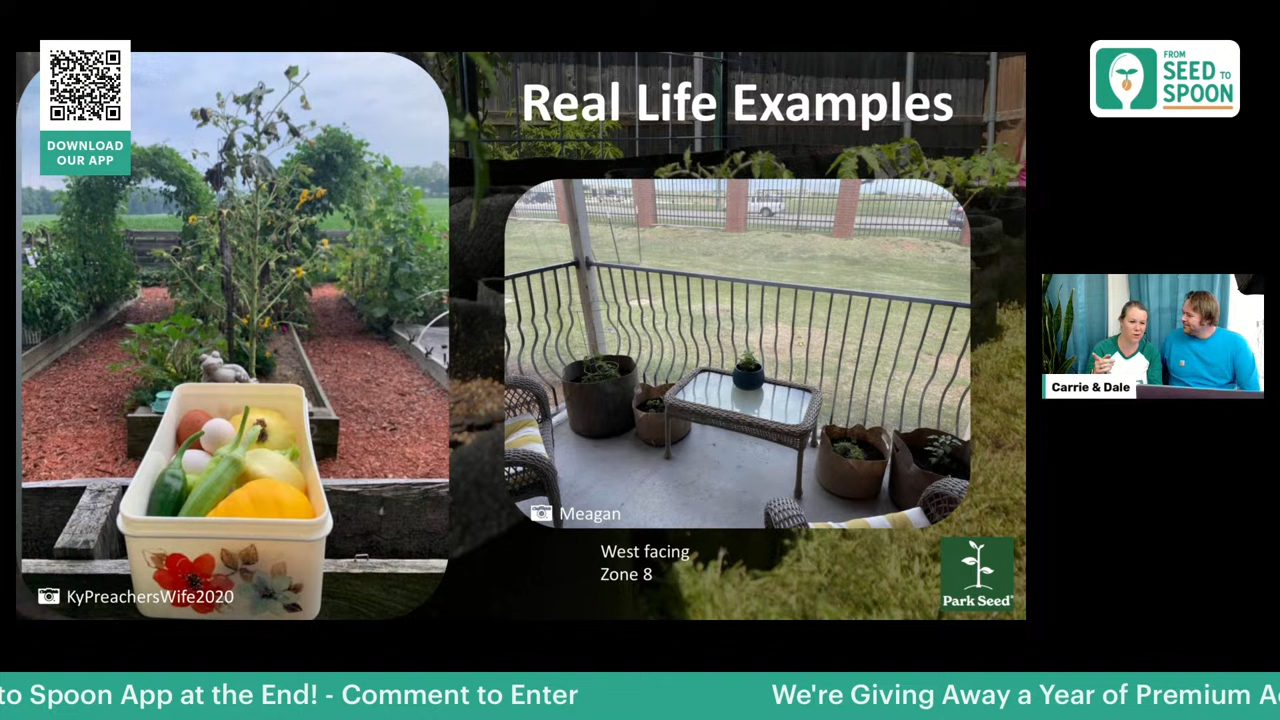 DOWNLOAD
OUR APP
Real Life Examples
FROM
SEED TO
SPOON
Carrie & Dale
Meagan
West facing
Zone 8
KyPreachersWife2020
Park Seed
to Spoon App at the End! - Comment to Enter
We're Giving Away a Year of Premium A